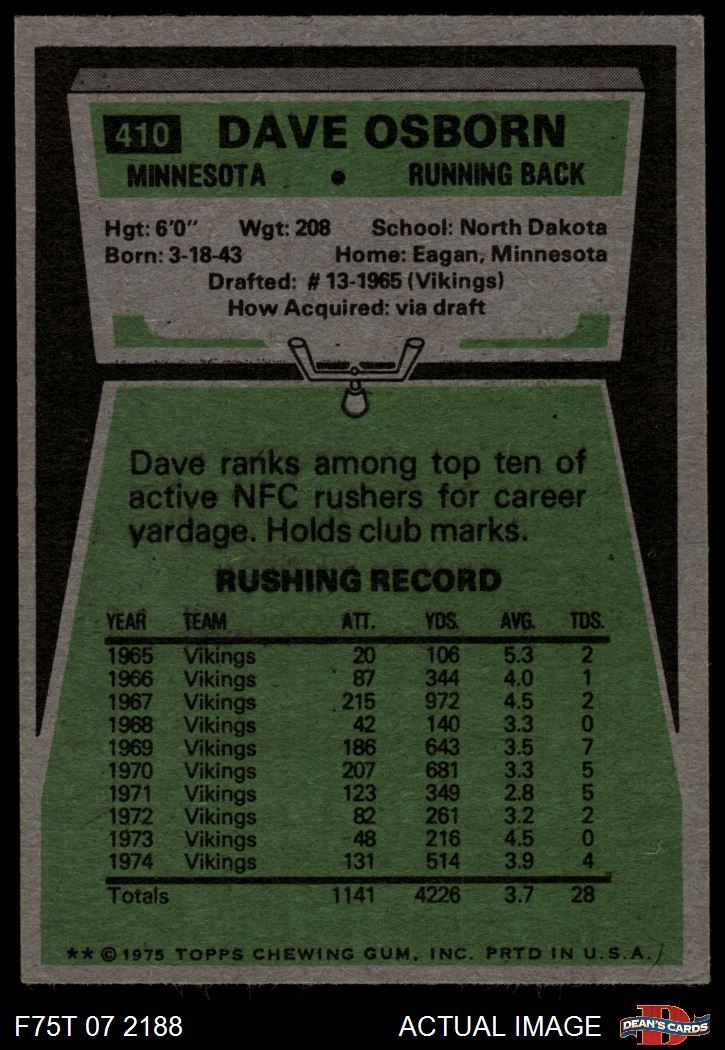 410 DAVE OSBORN
MINNESOTA • RUNNING BACK
Hgt: 6'0" Wgt: 208 School: North Dakota
Born: 3-18-43 Home: Eagan, Minnesota
Drafted: # 13-1965 (Vikings)
How Acquired: via draft
Dave ranks among top ten of
active NFC rushers for career
yardage. Holds club marks.
RUSHING RECORD
YEAR TEAM ATT. YDS. AVG. TDS.
1965 Vikings 20 106 5.3 2
1966 Vikings 87 344 4.0 1
1967 Vikings 215 972 4.5 2
1968 Vikings 42 140 3.3 0
1969 Vikings 186 643 3.5 7
1970 Vikings 207 681 3.3 5
1971 Vikings 123 349 2.8 5
1972 Vikings 82 261 3.2 2
1973 Vikings 48 216 4.5 0
1974 Vikings 131 514 3.9 4
Totals 1141 4226 3.7 28
** © 1975 TOPPS CHEWING GUM, INC. PRTD IN U.S.A.
F75T 07 2188 ACTUAL IMAGE D DEAN'S CARDS